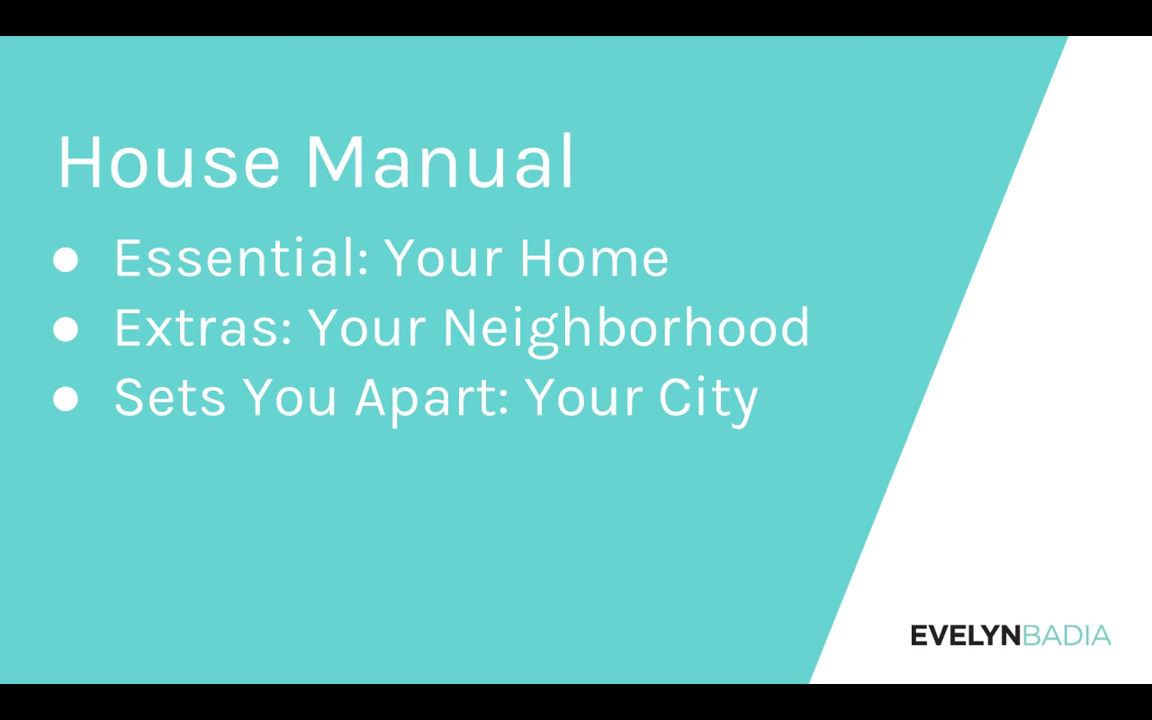 House Manual
● Essential: Your Home
● Extras: Your Neighborhood
● Sets You Apart: Your City
EVELYNBADIA